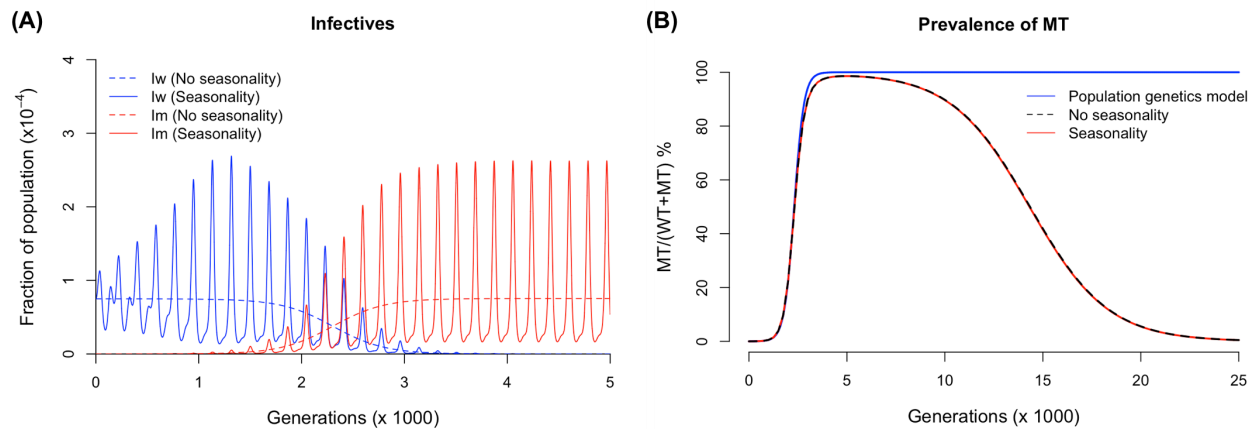 (A)
Infectives
Iw (No seasonality)
Iw (Seasonality)
Im (No seasonality)
Im (Seasonality)
Fraction of population (x10⁻⁴)
4
3
2
1
0
0 1 2 3 4 5
Generations (x 1000)
(B)
Prevalence of MT
Population genetics model
No seasonality
Seasonality
MT/(WT+MT) %
100
80
60
40
20
0
0 5 10 15 20 25
Generations (x 1000)